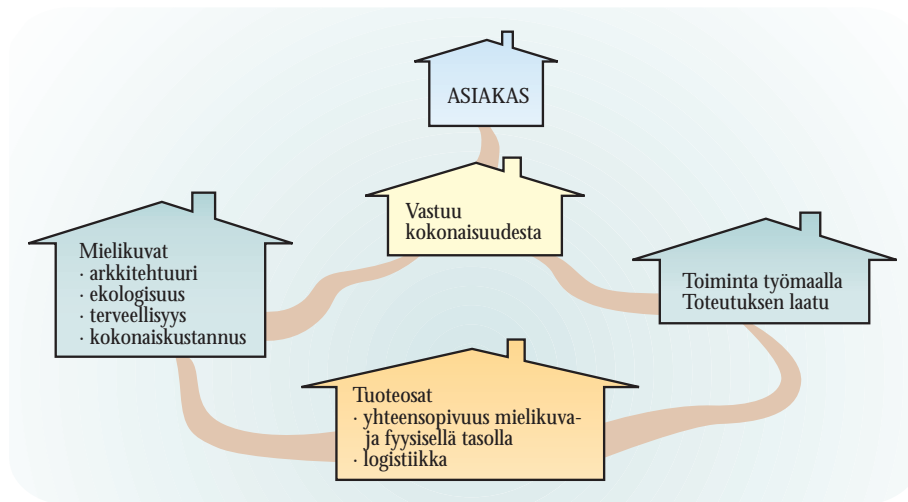 ASIAKAS
Vastuu
kokonaisuudesta
Mielikuvat
· arkkitehtuuri
· ekologisuus
· terveellisyys
· kokonaiskustannus
Toiminta työmaalla
Toteutuksen laatu
Tuoteosat
· yhteensopivuus mielikuva-
ja fyysisellä tasolla
· logistiikka